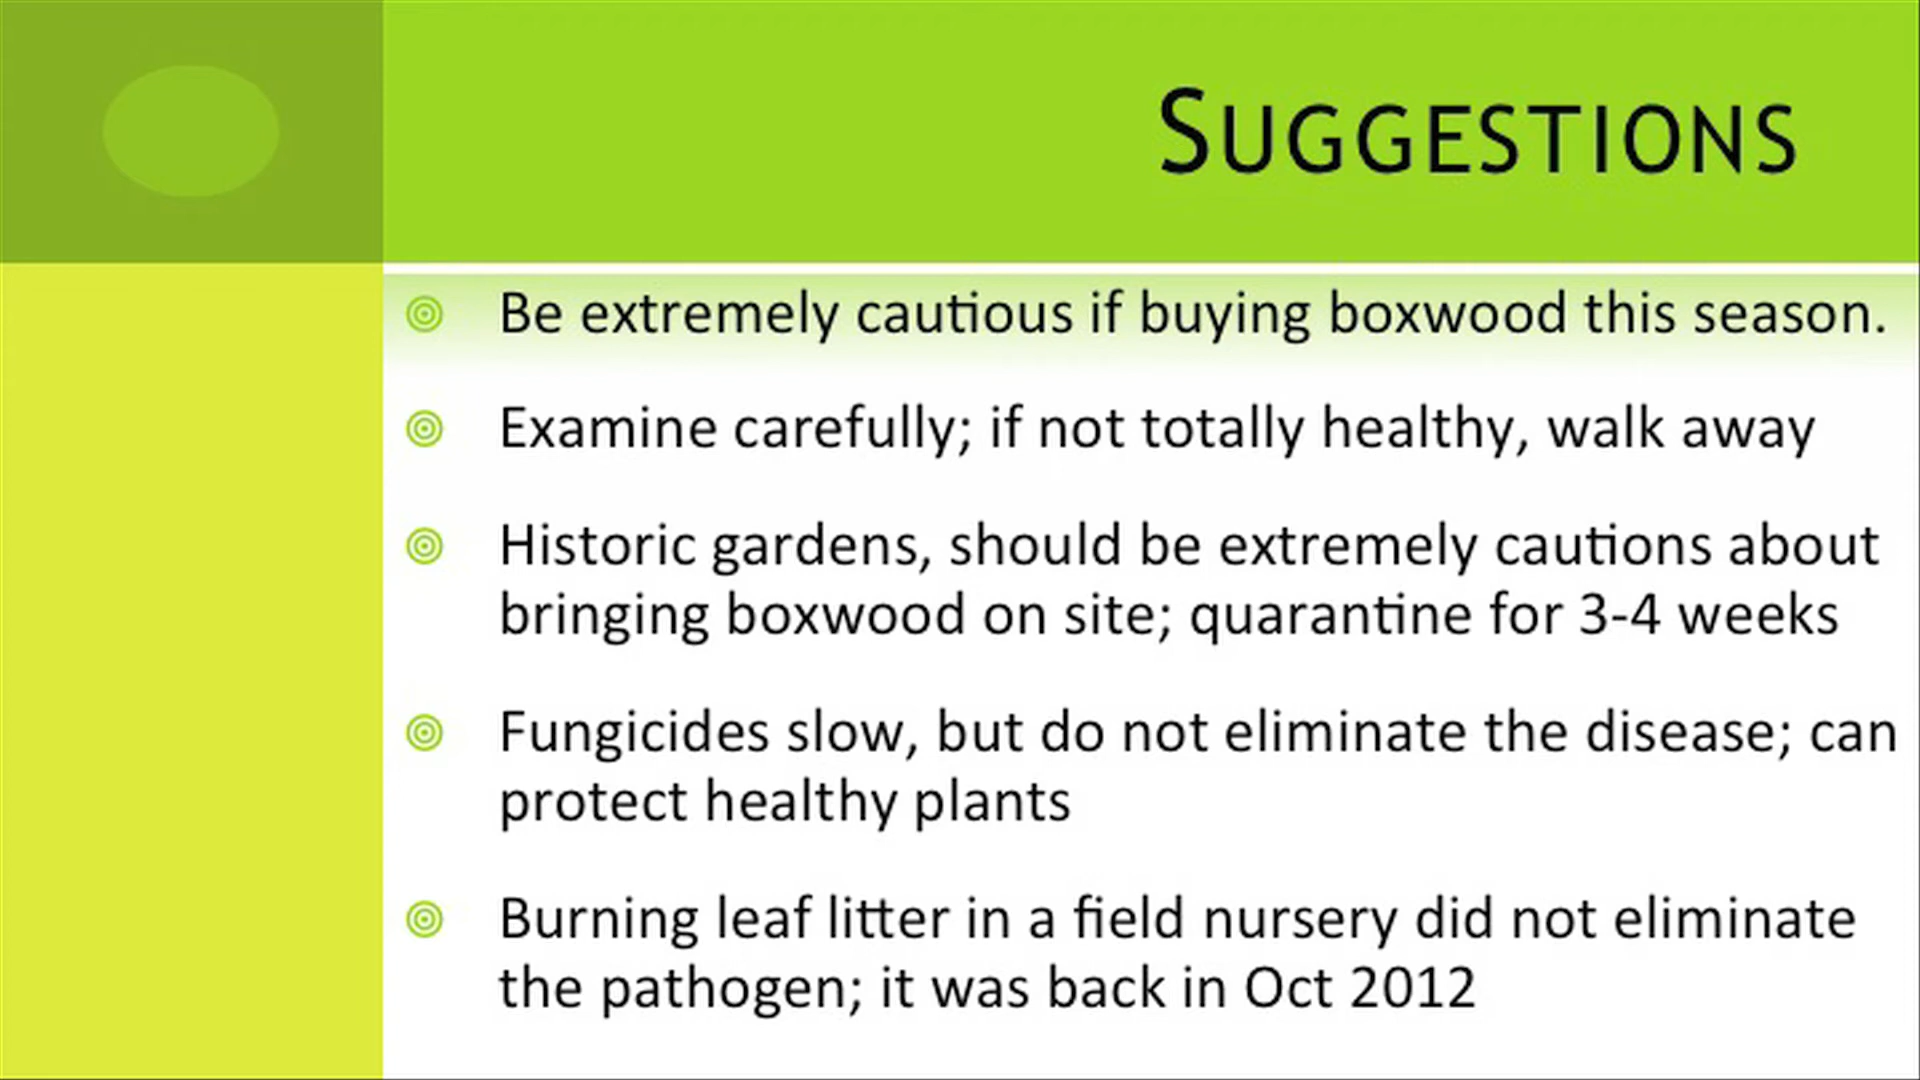 SUGGESTIONS
Be extremely cautious if buying boxwood this season.
Examine carefully; if not totally healthy, walk away
Historic gardens, should be extremely cautions about
bringing boxwood on site; quarantine for 3-4 weeks
Fungicides slow, but do not eliminate the disease; can
protect healthy plants
Burning leaf litter in a field nursery did not eliminate
the pathogen; it was back in Oct 2012